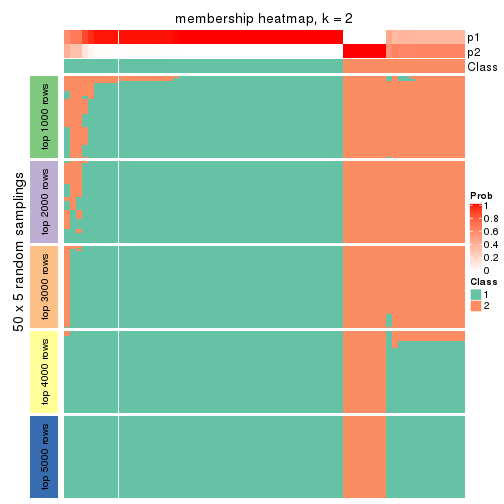 membership heatmap, k = 2
p1
p2
Class
50 x 5 random samplings
top 1000 rows
top 2000 rows
top 3000 rows
top 4000 rows
top 5000 rows
Prob
1
0.8
0.6
0.4
0.2
0
Class
1
2